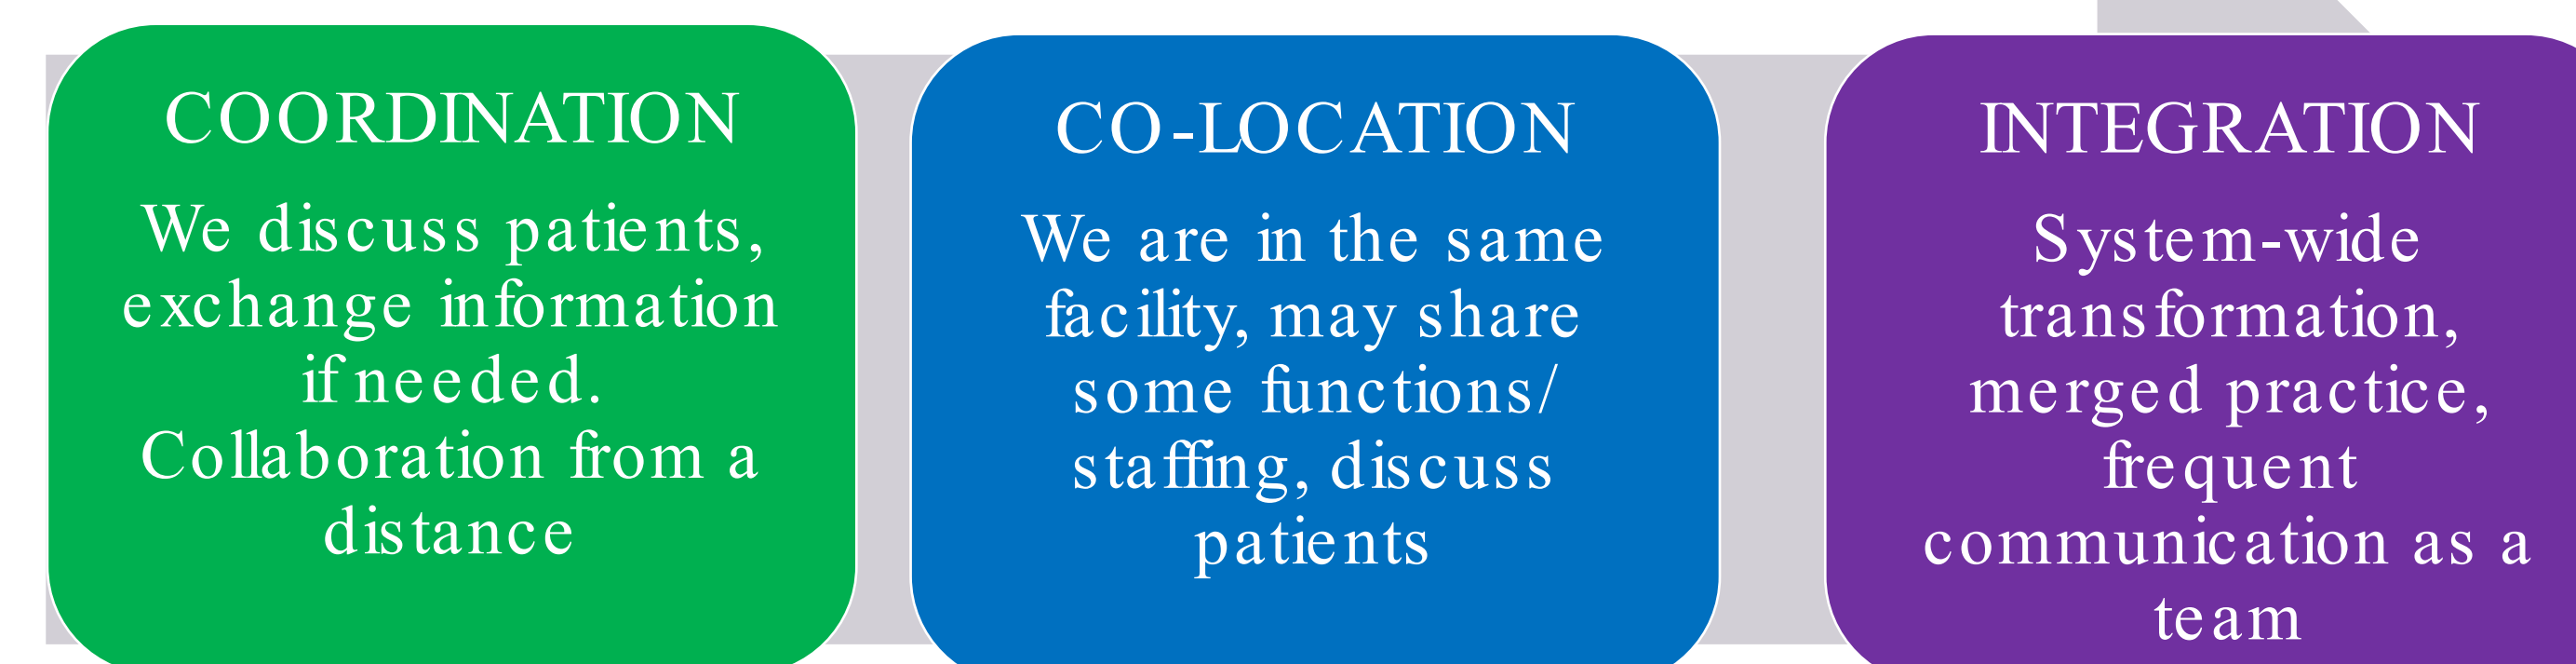 COORDINATION
We discuss patients,
exchange information
if needed.
Collaboration from a
distance
CO-LOCATION
We are in the same
facility, may share
some functions/
staffing, discuss
patients
INTEGRATION
System-wide
transformation,
merged practice,
frequent
communication as a
team